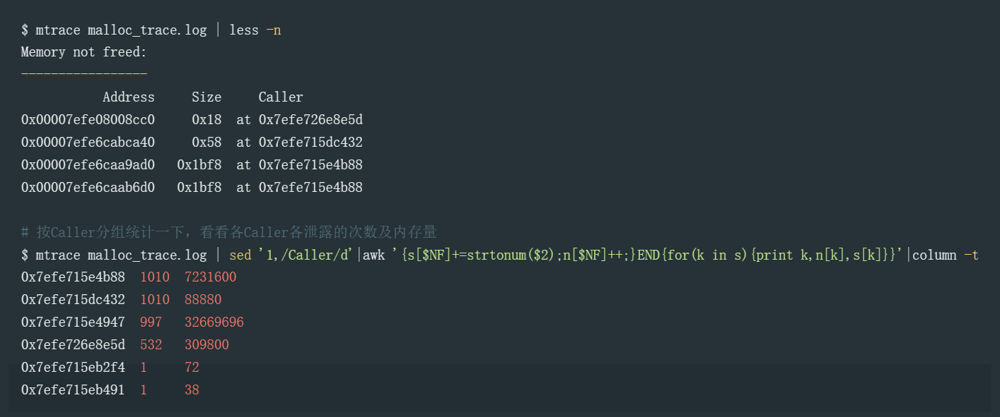 $ mtrace malloc_trace.log | less -n
Memory not freed:
-----------------
           Address     Size     Caller
0x00007efe08008cc0     0x18  at 0x7efe726e8e5d
0x00007efe6cabca40     0x58  at 0x7efe715dc432
0x00007efe6caa9ad0   0x1bf8  at 0x7efe715e4b88
0x00007efe6caab6d0   0x1bf8  at 0x7efe715e4b88
# 按Caller分组统计一下，看看各Caller各泄露的次数及内存量
$ mtrace malloc_trace.log | sed '1,/Caller/d'|awk '{s[$NF]+=strtonum($2);n[$NF]++;}END{for(k in s){print k,n[k],s[k]}}'|column -t
0x7efe715e4b88  1010  7231600
0x7efe715dc432  1010  88880
0x7efe715e4947  997   32669696
0x7efe726e8e5d  532   309800
0x7efe715eb2f4  1     72
0x7efe715eb491  1     38